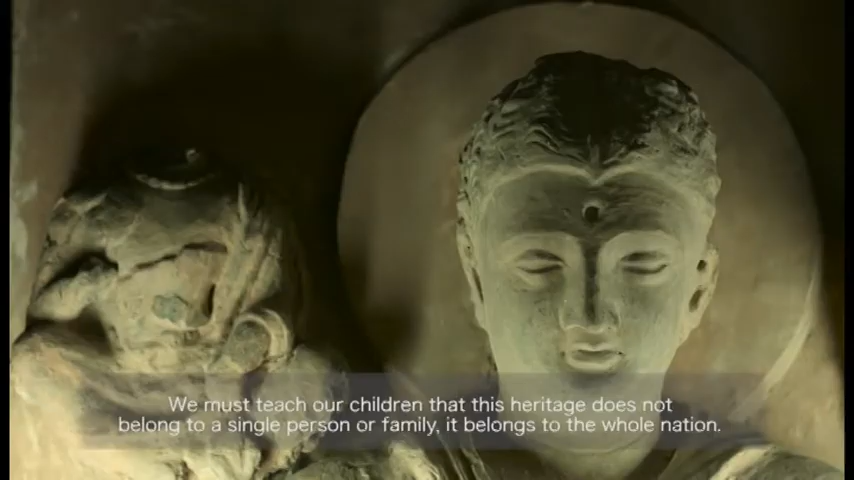 We must teach our children that this heritage does not
belong to a single person or family, it belongs to the whole nation.